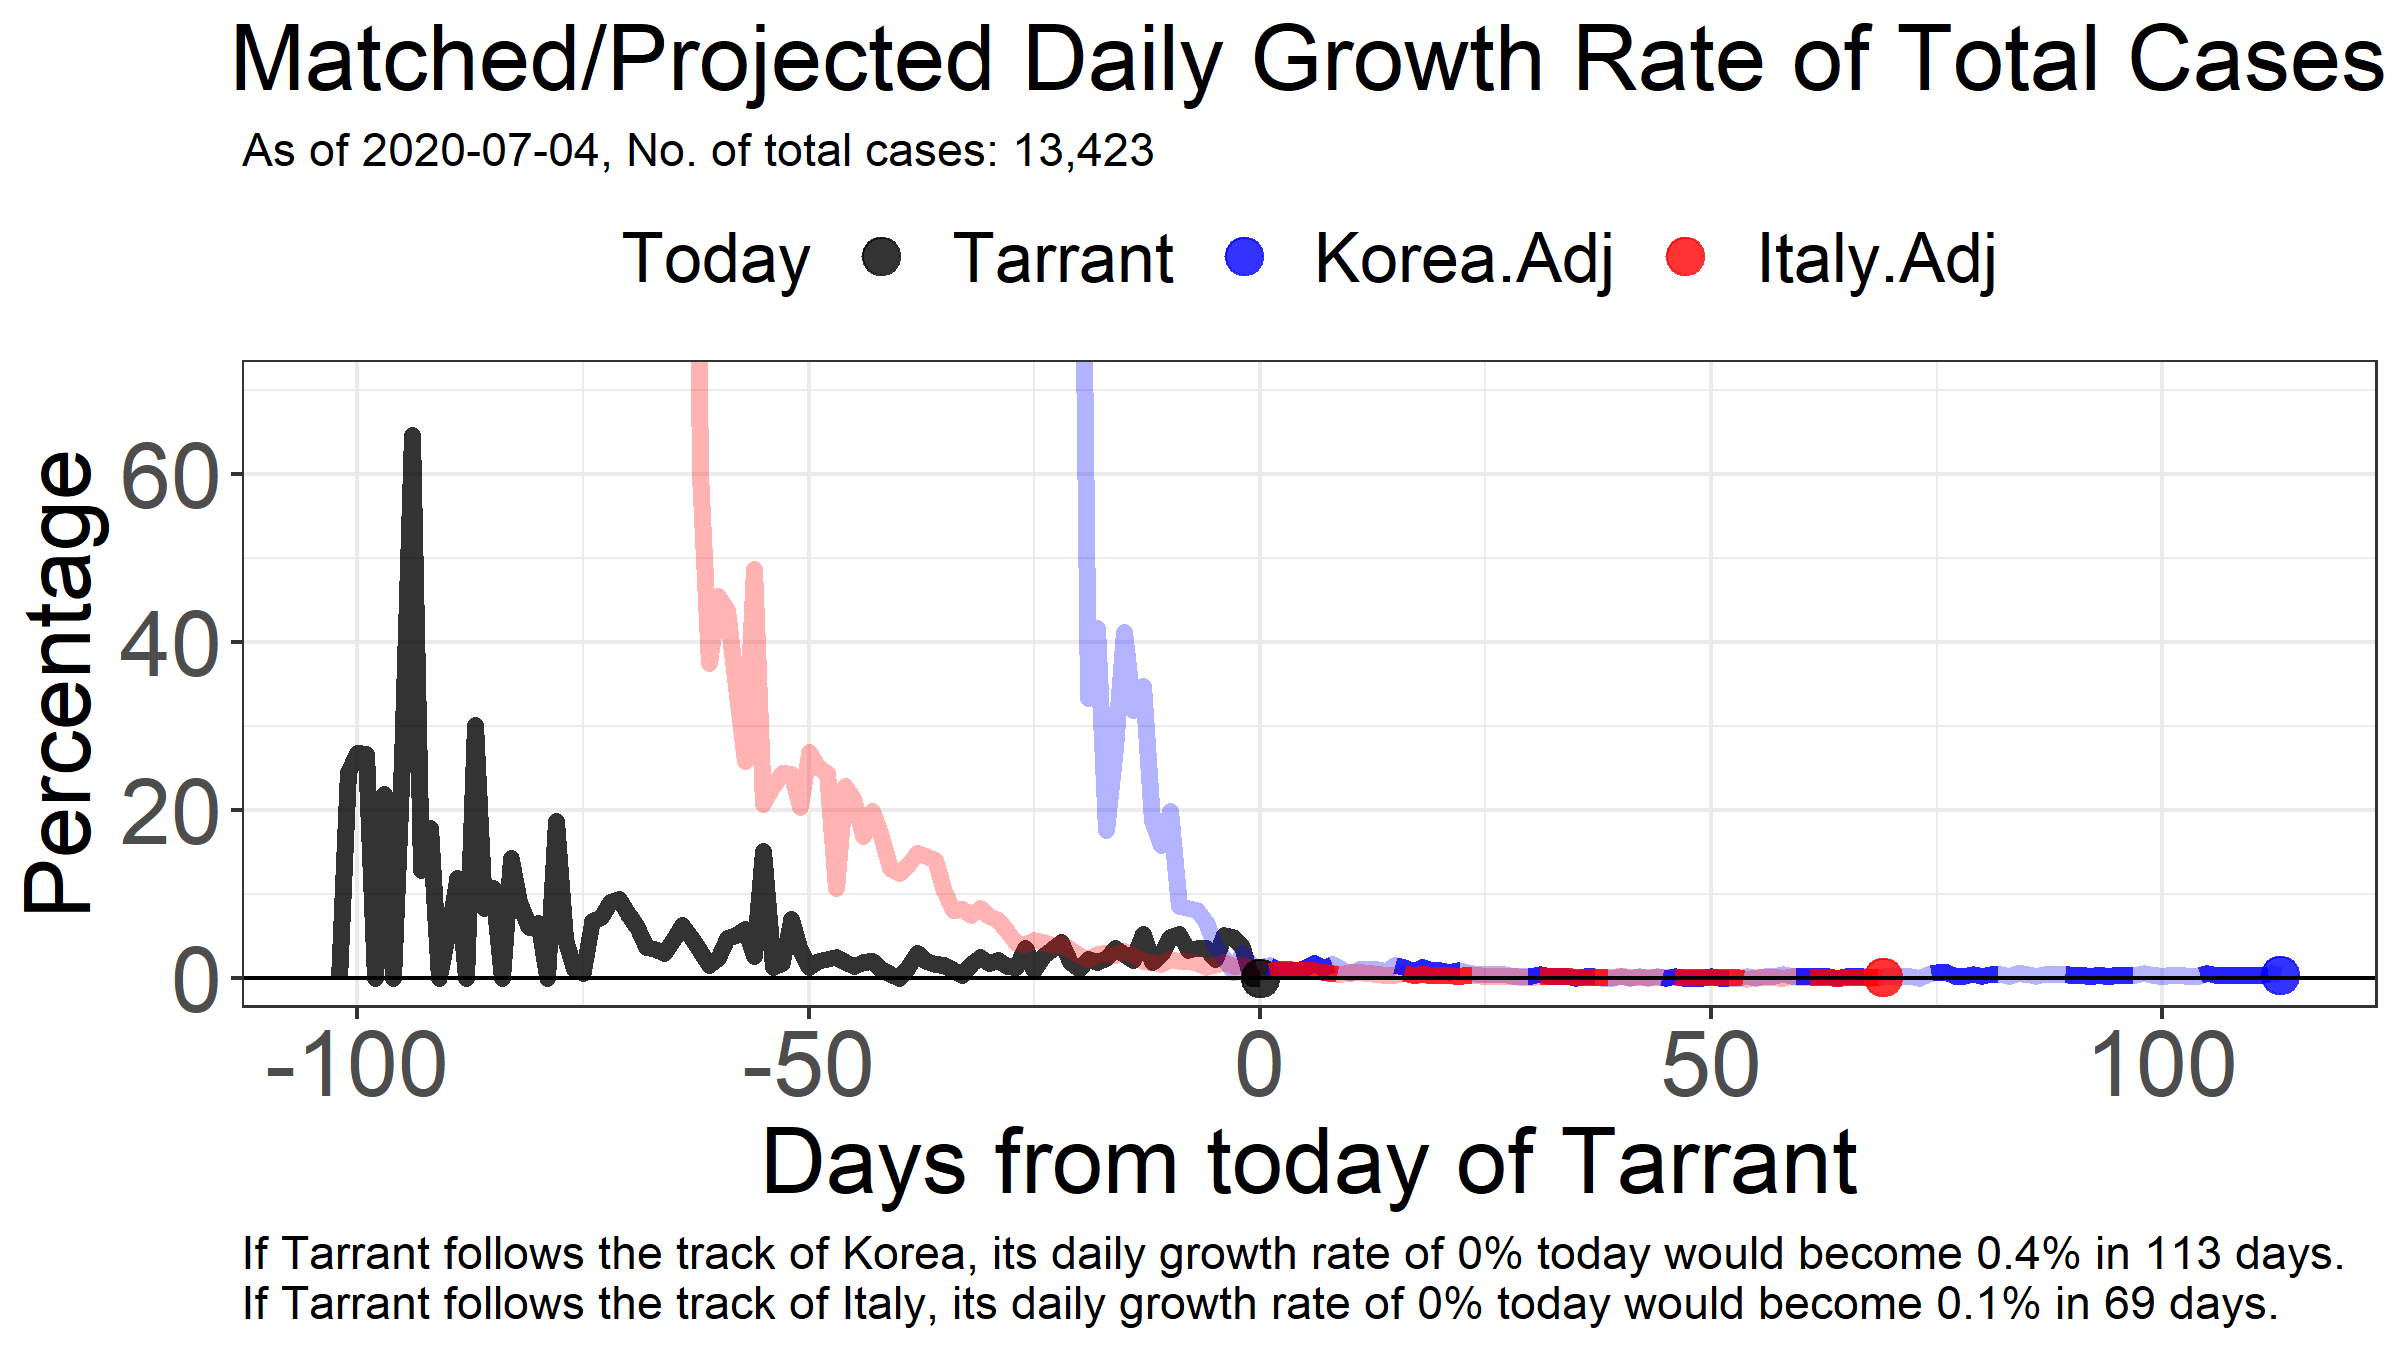 Matched/Projected Daily Growth Rate of Total Cases
As of 2020-07-04, No. of total cases: 13,423
Today Tarrant Korea.Adj Italy.Adj
Percentage
60
40
20
0
-100 -50 0 50 100
Days from today of Tarrant
If Tarrant follows the track of Korea, its daily growth rate of 0% today would become 0.4% in 113 days.
If Tarrant follows the track of Italy, its daily growth rate of 0% today would become 0.1% in 69 days.